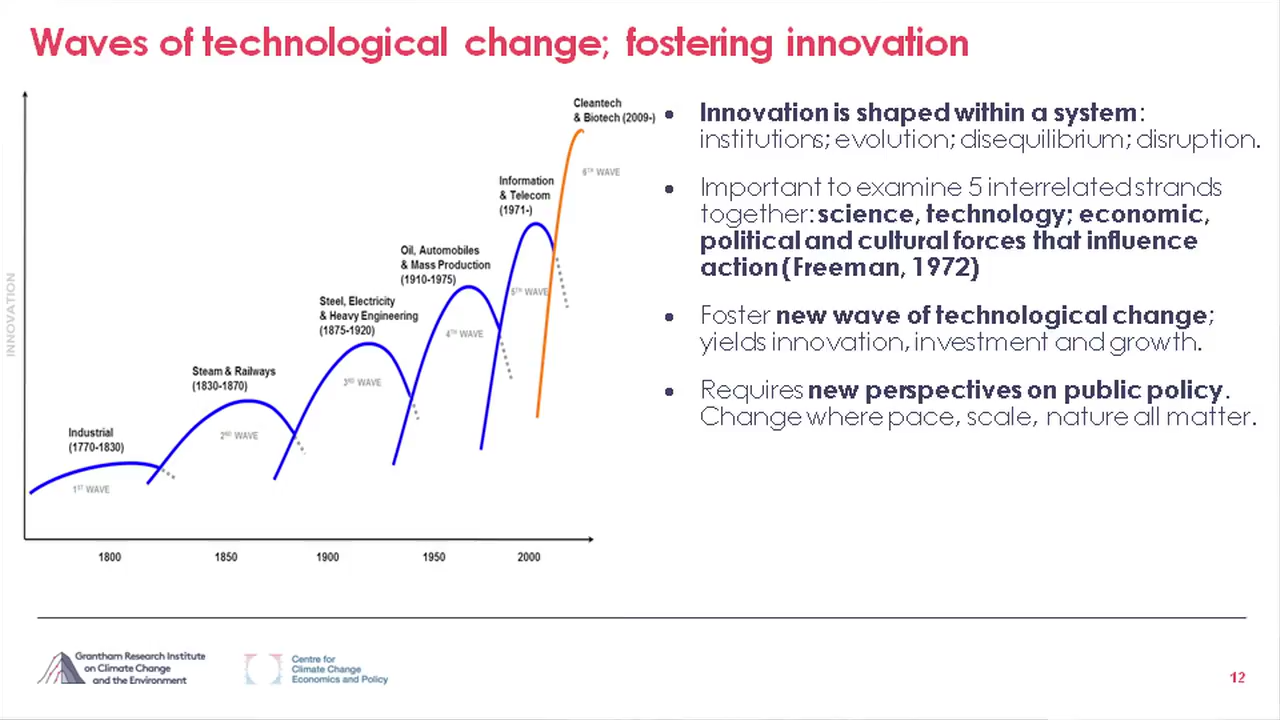 Waves of technological change; fostering innovation
Cleantech
& Biotech (2009-)
6TH WAVE
Information
& Telecom
(1971-)
5TH WAVE
Oil, Automobiles
& Mass Production
(1910-1975)
4TH WAVE
Steel, Electricity
& Heavy Engineering
(1875-1920)
3RD WAVE
Steam & Railways
(1830-1870)
2ND WAVE
Industrial
(1770-1830)
1ST WAVE
INNOVATION
1800 1850 1900 1950 2000
• Innovation is shaped within a system:
institutions; evolution; disequilibrium; disruption.
• Important to examine 5 interrelated strands
together: science, technology; economic,
political and cultural forces that influence
action (Freeman, 1972)
• Foster new wave of technological change;
yields innovation, investment and growth.
• Requires new perspectives on public policy.
Change where pace, scale, nature all matter.
Grantham Research Institute
on Climate Change
and the Environment
Centre for
Climate Change
Economics and Policy
12